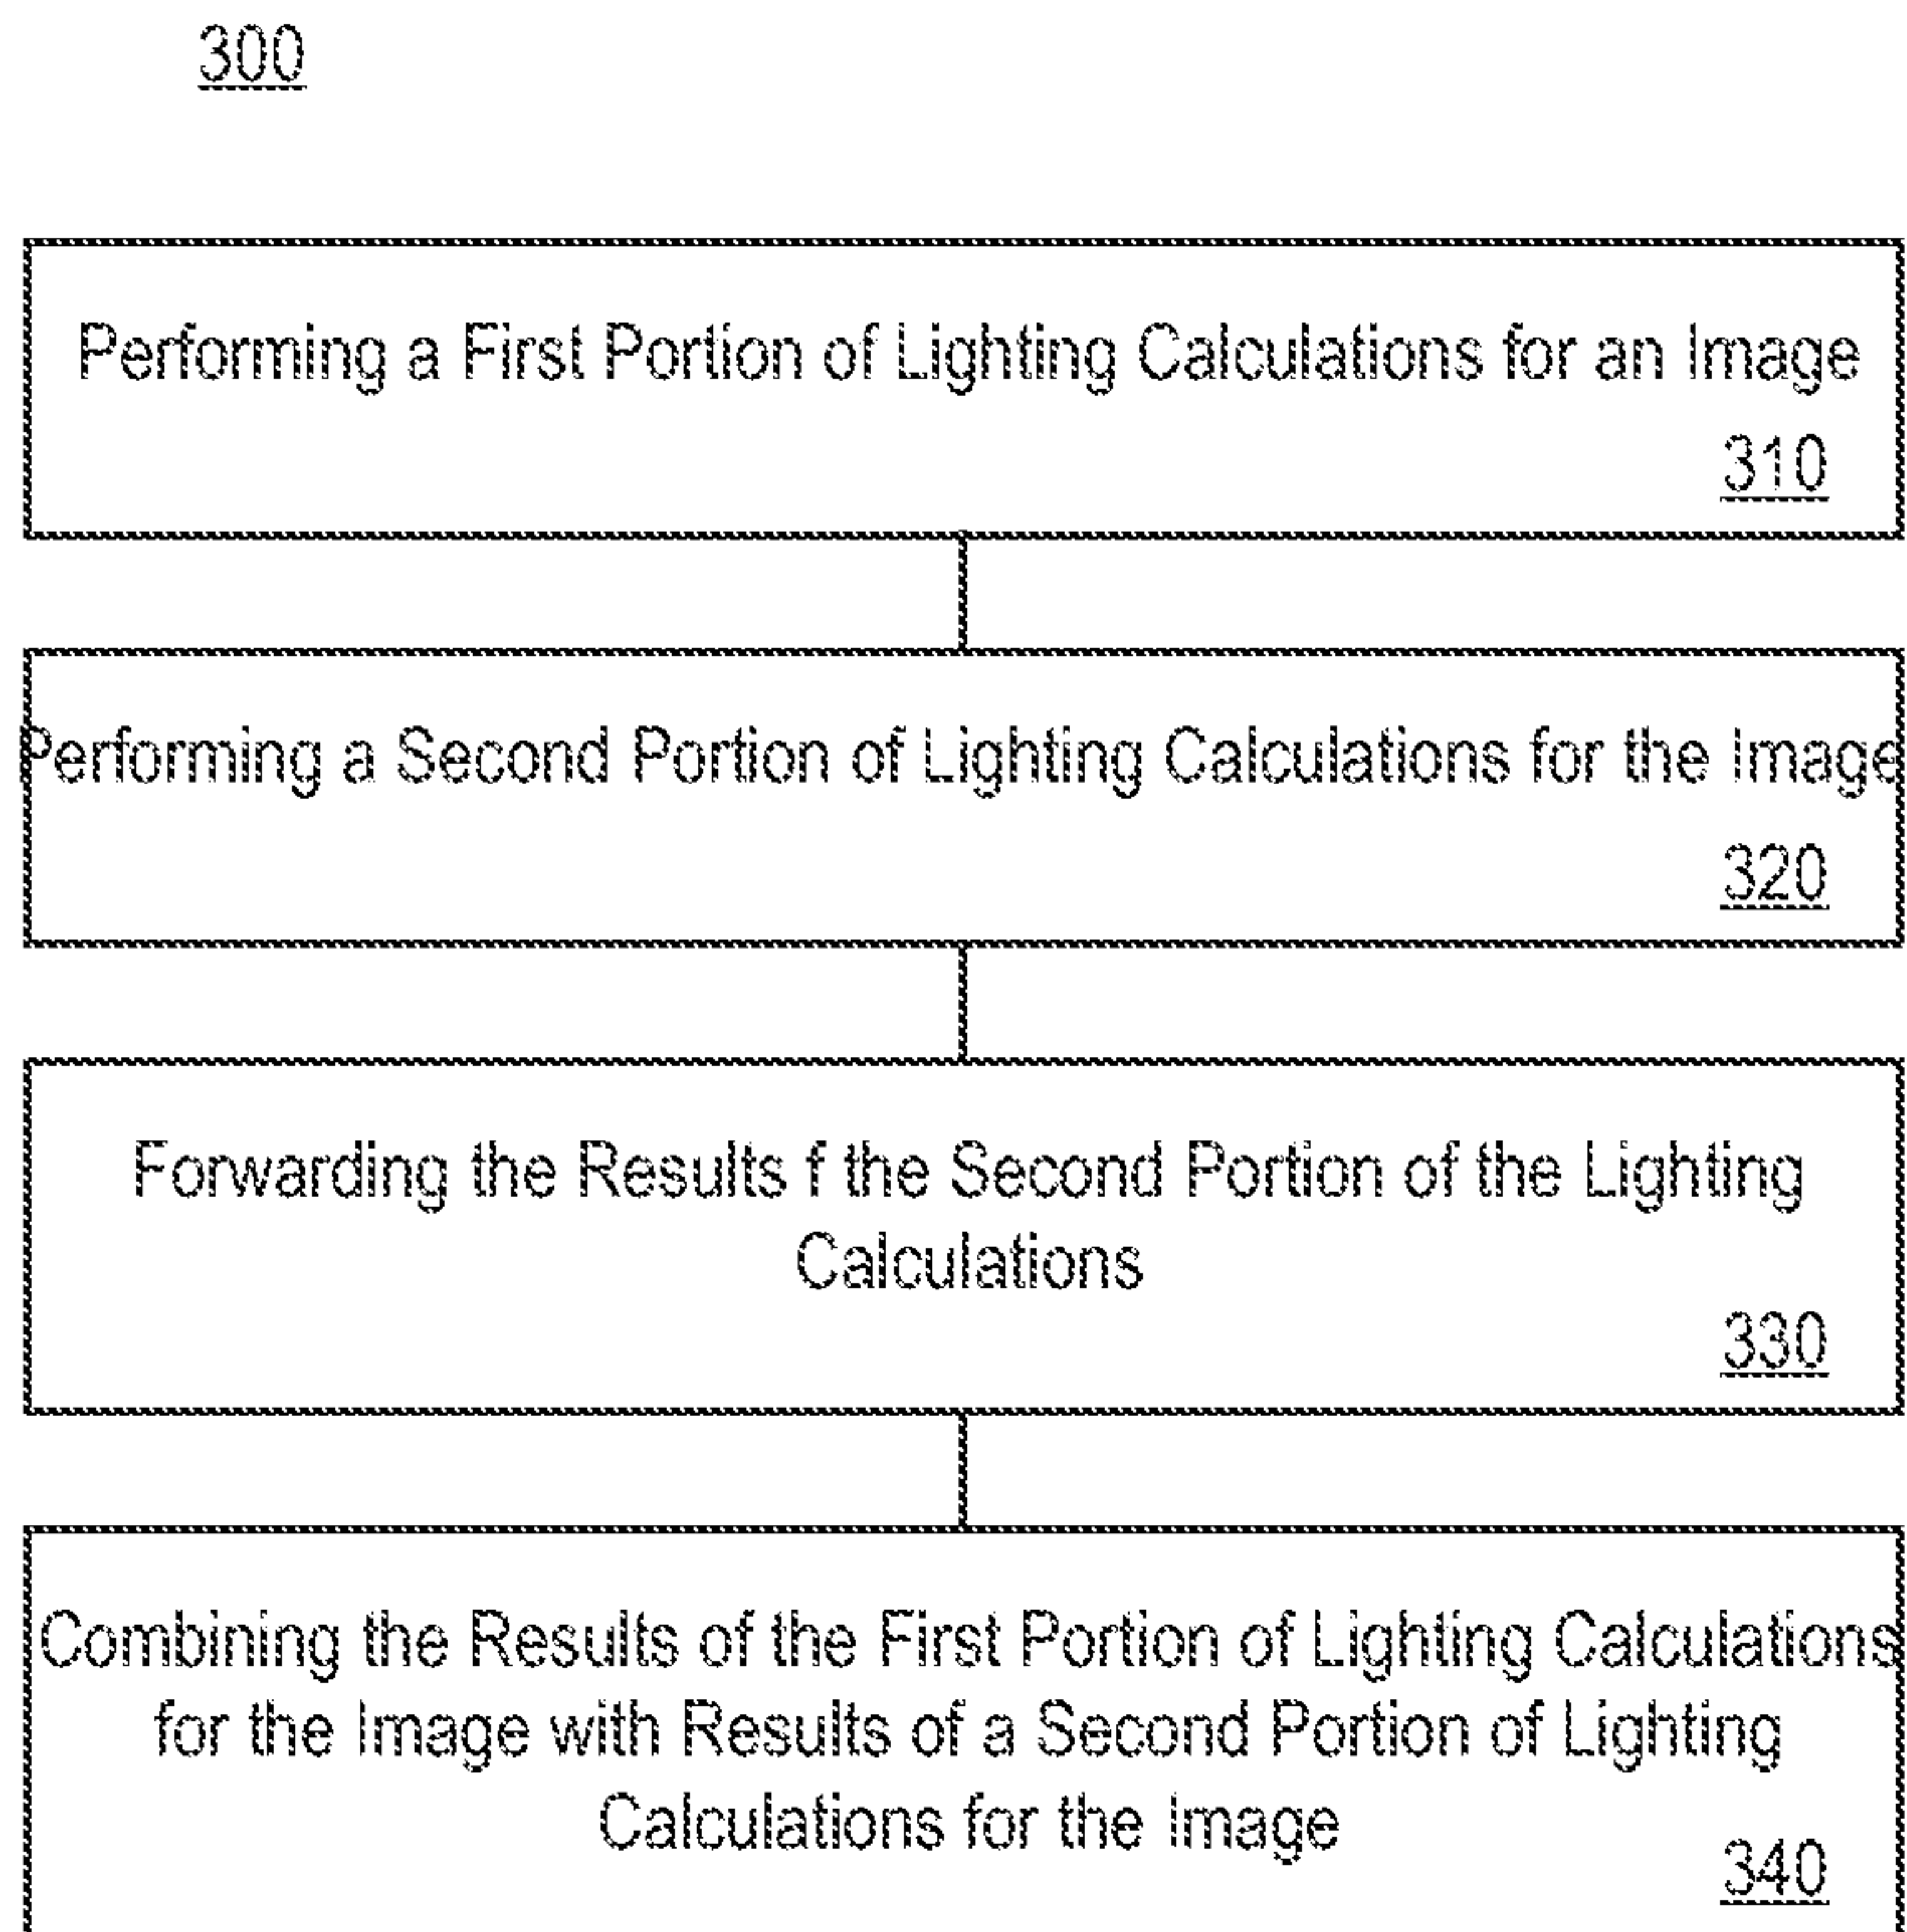 300
Performing a First Portion of Lighting Calculations for an Image
310
Performing a Second Portion of Lighting Calculations for the Image
320
Forwarding the Results f the Second Portion of the Lighting
Calculations
330
Combining the Results of the First Portion of Lighting Calculations
for the Image with Results of a Second Portion of Lighting
Calculations for the Image
340